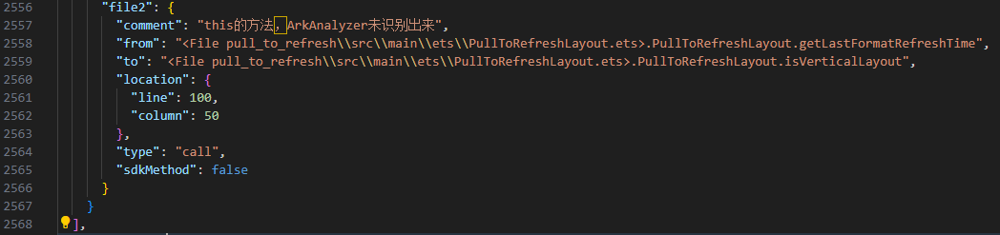 2556 "file2": {
2557 "comment": "this的方法，ArkAnalyzer未识别出来",
2558 "from": "<File pull_to_refresh\\src\\main\\ets\\PullToRefreshLayout.ets>.PullToRefreshLayout.getLastFormatRefreshTime",
2559 "to": "<File pull_to_refresh\\src\\main\\ets\\PullToRefreshLayout.ets>.PullToRefreshLayout.isVerticalLayout",
2560 "location": {
2561 "line": 100,
2562 "column": 50
2563 },
2564 "type": "call",
2565 "sdkMethod": false
2566 }
2567 }
2568 ],